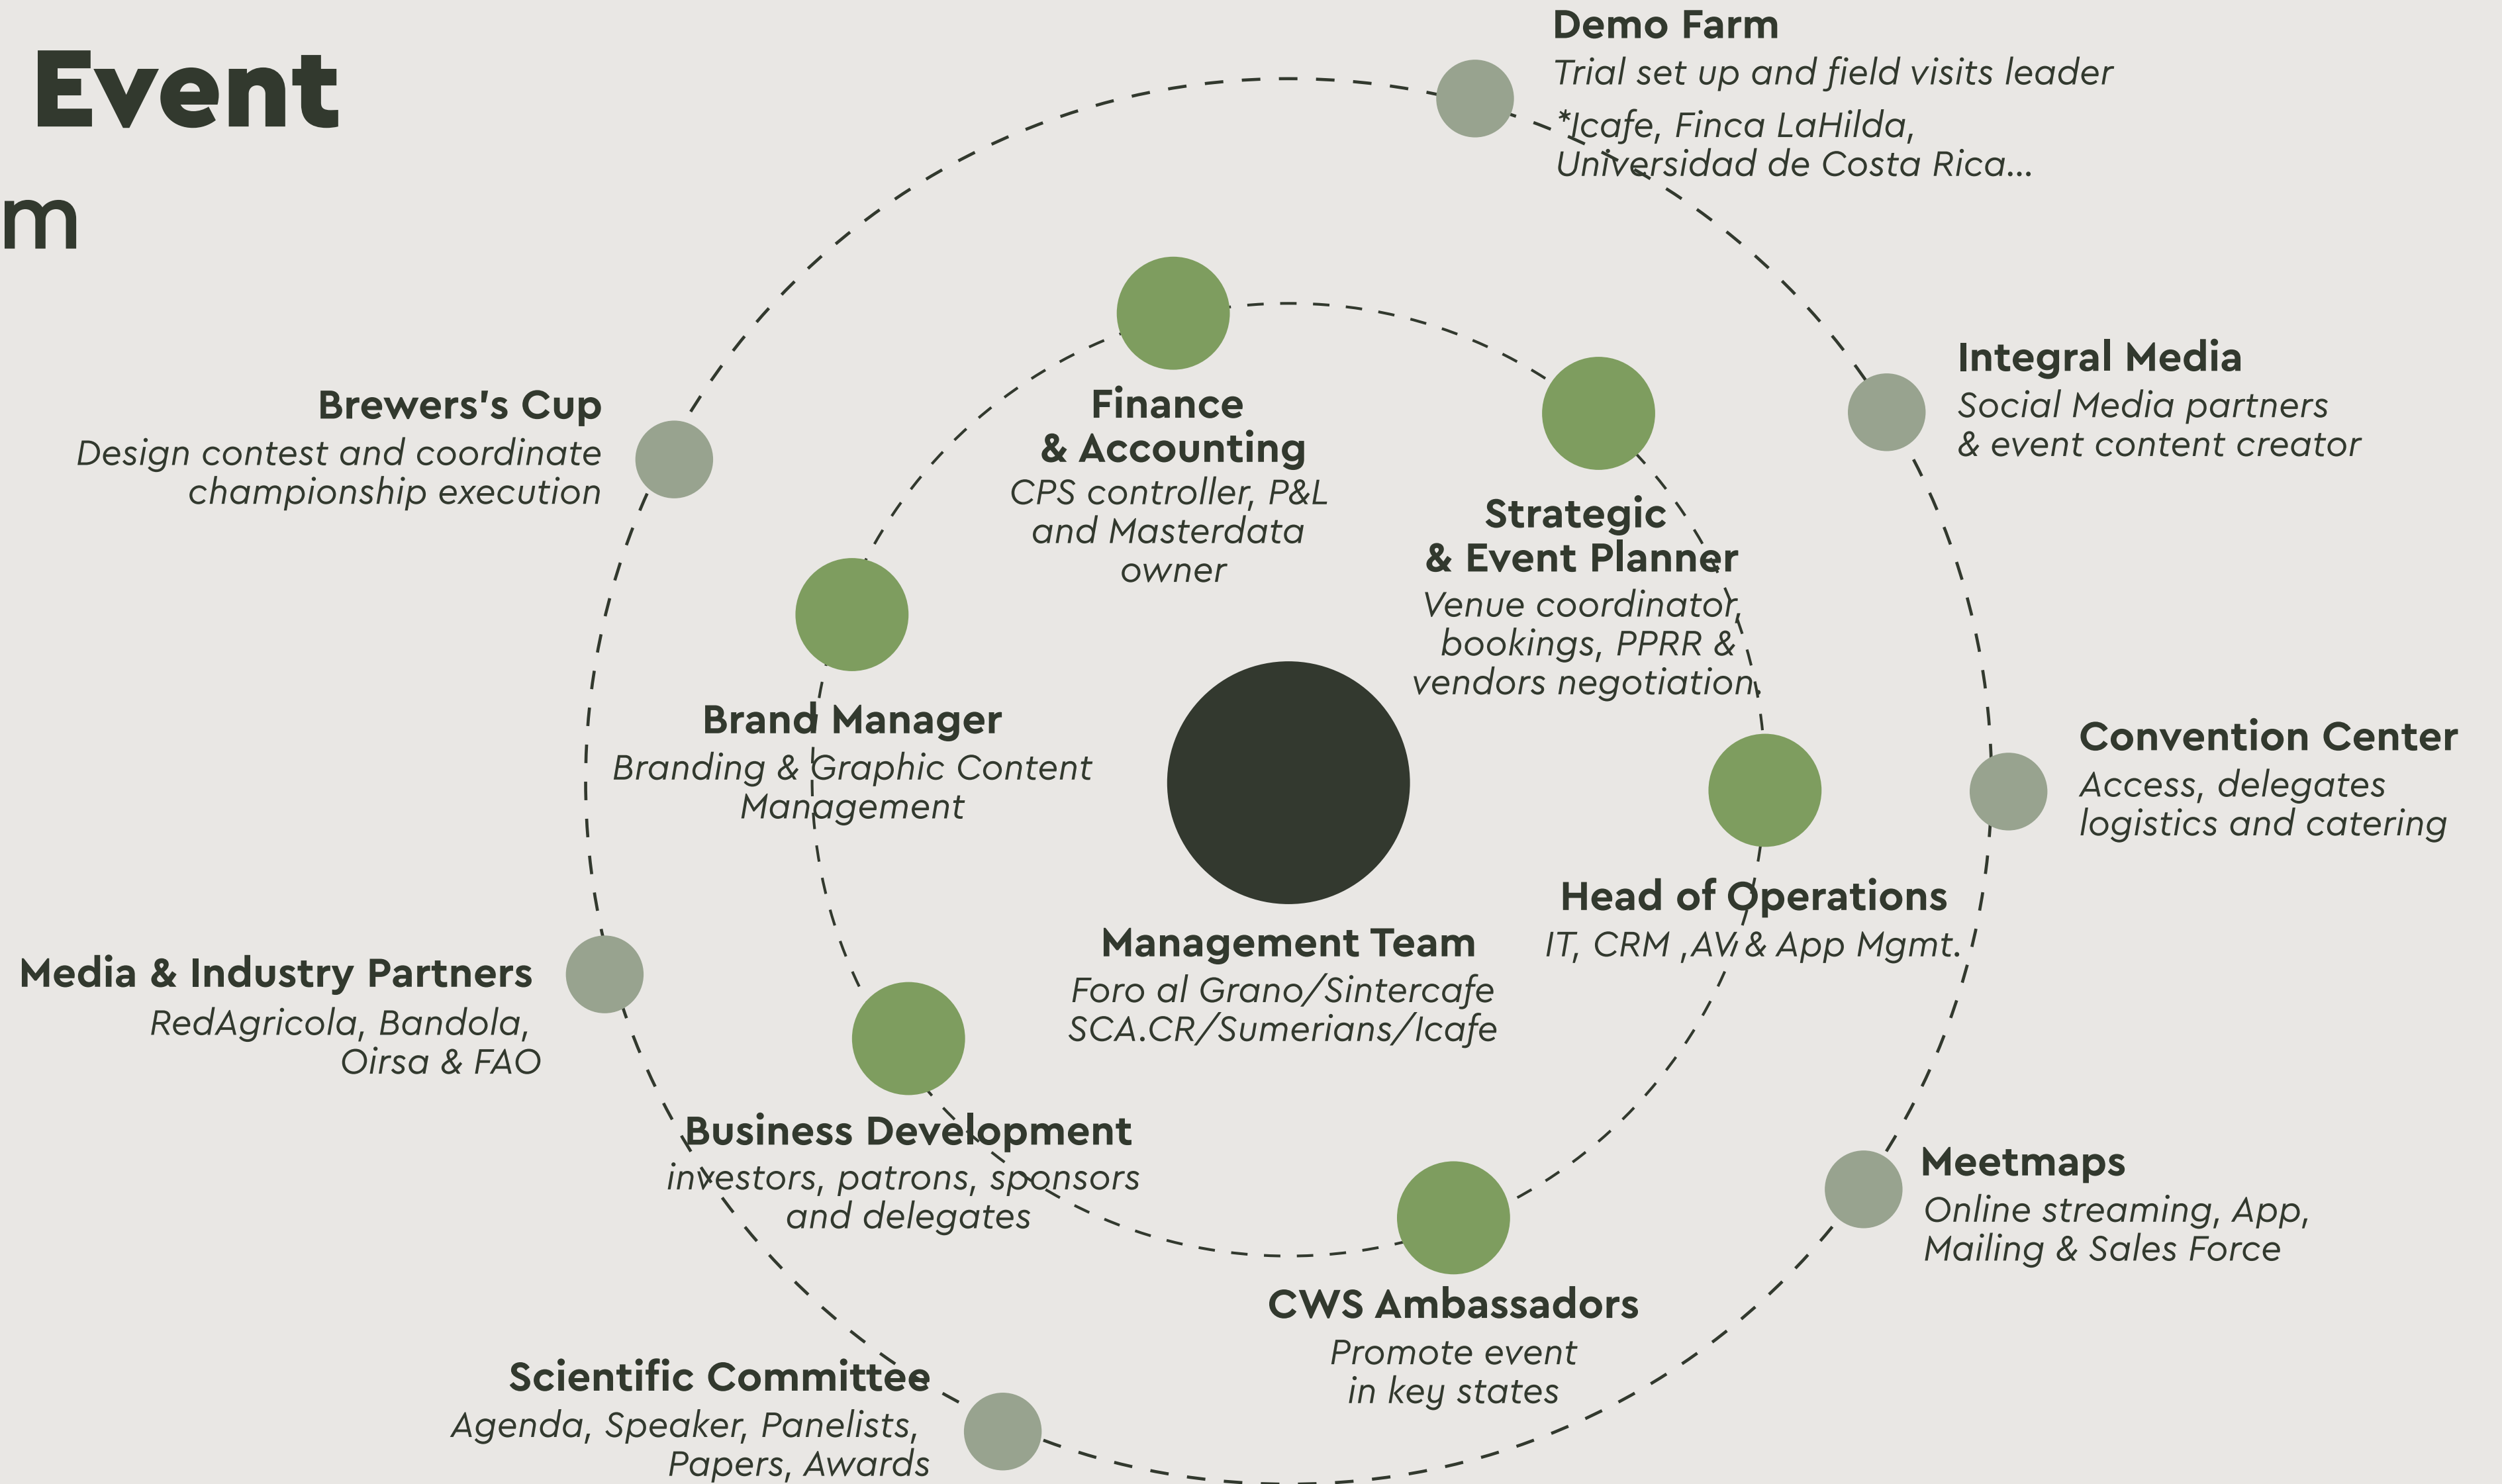 Event
m
Demo Farm
Trial set up and field visits leader
*Icafe, Finca LaHilda,
Universidad de Costa Rica...
Integral Media
Social Media partners
& event content creator
Brewers's Cup
Design contest and coordinate
championship execution
Finance
& Accounting
CPS controller, P&L
and Masterdata
owner
Strategic
& Event Planner
Venue coordinator,
bookings, PPRR &
vendors negotiation.
Brand Manager
Branding & Graphic Content
Management
Convention Center
Access, delegates
logistics and catering
Head of Operations
IT, CRM ,AV & App Mgmt.
Management Team
Foro al Grano/Sintercafe
SCA.CR/Sumerians/Icafe
Media & Industry Partners
RedAgricola, Bandola,
Oirsa & FAO
Business Development
investors, patrons, sponsors
and delegates
Meetmaps
Online streaming, App,
Mailing & Sales Force
CWS Ambassadors
Promote event
in key states
Scientific Committee
Agenda, Speaker, Panelists,
Papers, Awards